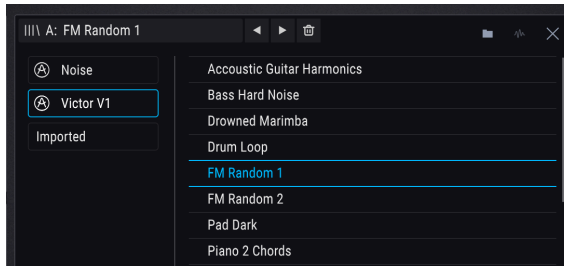 A: FM Random 1
Noise
Victor V1
Imported
Accoustic Guitar Harmonics
Bass Hard Noise
Drowned Marimba
Drum Loop
FM Random 1
FM Random 2
Pad Dark
Piano 2 Chords